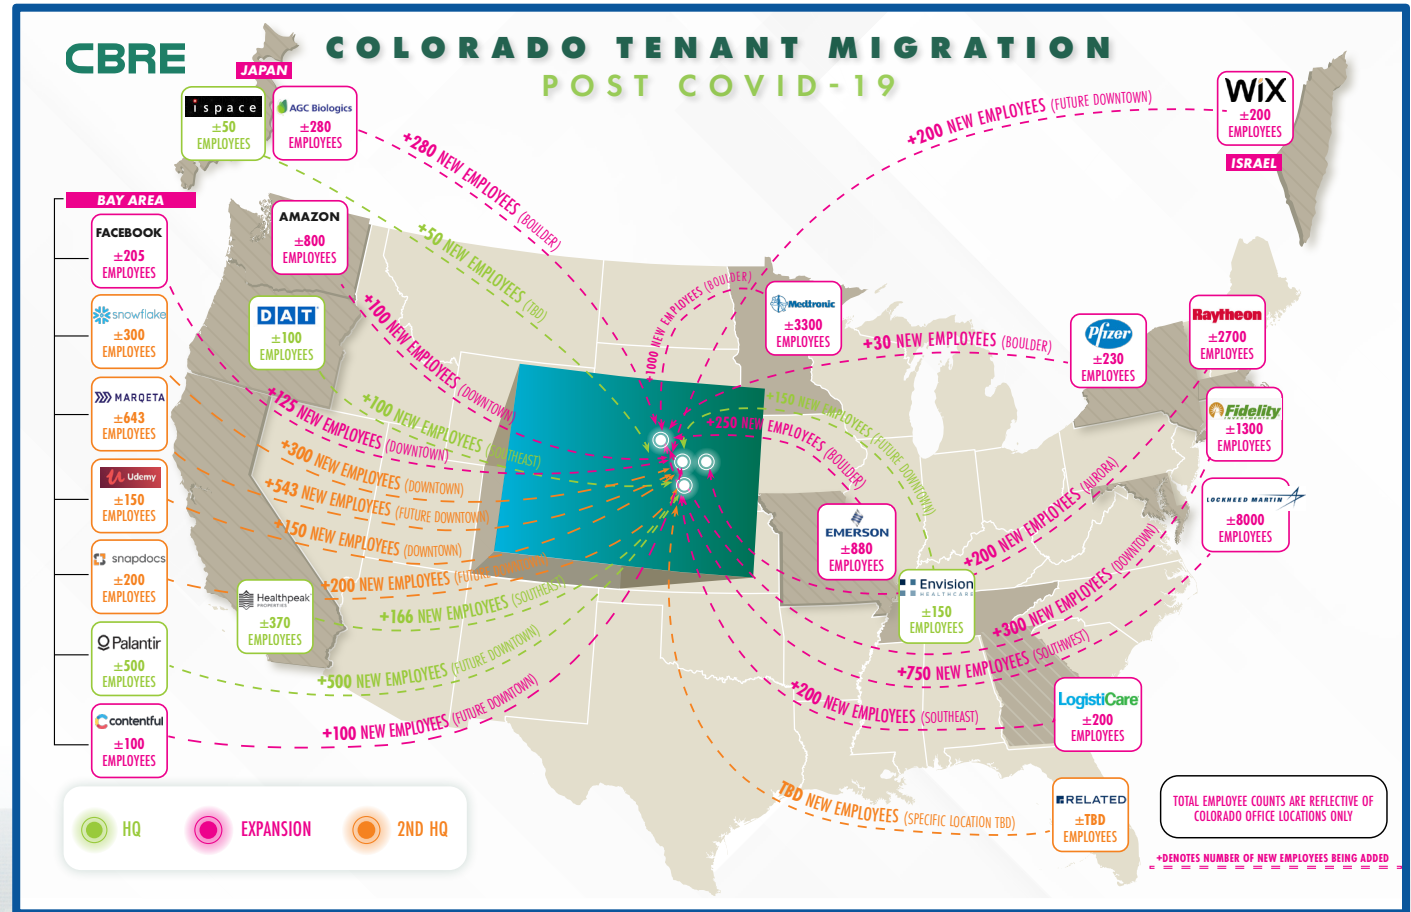 CBRE
COLORADO TENANT MIGRATION
POST COVID-19
JAPAN
ispace
±50
EMPLOYEES
AGC Biologics
±280
EMPLOYEES
+280 NEW EMPLOYEES (BOULDER)
+50 NEW EMPLOYEES (TBD)
WiX
±200
EMPLOYEES
ISRAEL
+200 NEW EMPLOYEES (FUTURE DOWNTOWN)
BAY AREA
FACEBOOK
±205
EMPLOYEES
snowflake
±300
EMPLOYEES
MARQETA
±643
EMPLOYEES
Udemy
±150
EMPLOYEES
snapdocs
±200
EMPLOYEES
Palantir
±500
EMPLOYEES
contentful
±100
EMPLOYEES
AMAZON
±800
EMPLOYEES
DAT
±100
EMPLOYEES
Healthpeak
PROPERTIES
±370
EMPLOYEES
+100 NEW EMPLOYEES (DOWNTOWN)
+100 NEW EMPLOYEES (SOUTHEAST)
+125 NEW EMPLOYEES (DOWNTOWN)
+300 NEW EMPLOYEES (DOWNTOWN)
+543 NEW EMPLOYEES (FUTURE DOWNTOWN)
+150 NEW EMPLOYEES (DOWNTOWN)
+200 NEW EMPLOYEES (FUTURE DOWNTOWN)
+166 NEW EMPLOYEES (SOUTHEAST)
+500 NEW EMPLOYEES (FUTURE DOWNTOWN)
+100 NEW EMPLOYEES (FUTURE DOWNTOWN)
+1000 NEW EMPLOYEES (BOULDER)
Medtronic
±3300
EMPLOYEES
+30 NEW EMPLOYEES (BOULDER)
Pfizer
±230
EMPLOYEES
Raytheon
±2700
EMPLOYEES
Fidelity
INVESTMENTS
±1300
EMPLOYEES
LOCKHEED MARTIN
±8000
EMPLOYEES
+150 NEW EMPLOYEES (FUTURE DOWNTOWN)
+250 NEW EMPLOYEES (BOULDER)
EMERSON
±880
EMPLOYEES
Envision
HEALTHCARE
±150
EMPLOYEES
+200 NEW EMPLOYEES (AURORA)
+300 NEW EMPLOYEES (DOWNTOWN)
+750 NEW EMPLOYEES (SOUTHWEST)
+200 NEW EMPLOYEES (SOUTHEAST)
LogistiCare
±200
EMPLOYEES
TBD NEW EMPLOYEES (SPECIFIC LOCATION TBD)
RELATED
±TBD
EMPLOYEES
HQ
EXPANSION
2ND HQ
TOTAL EMPLOYEE COUNTS ARE REFLECTIVE OF
COLORADO OFFICE LOCATIONS ONLY
+DENOTES NUMBER OF NEW EMPLOYEES BEING ADDED